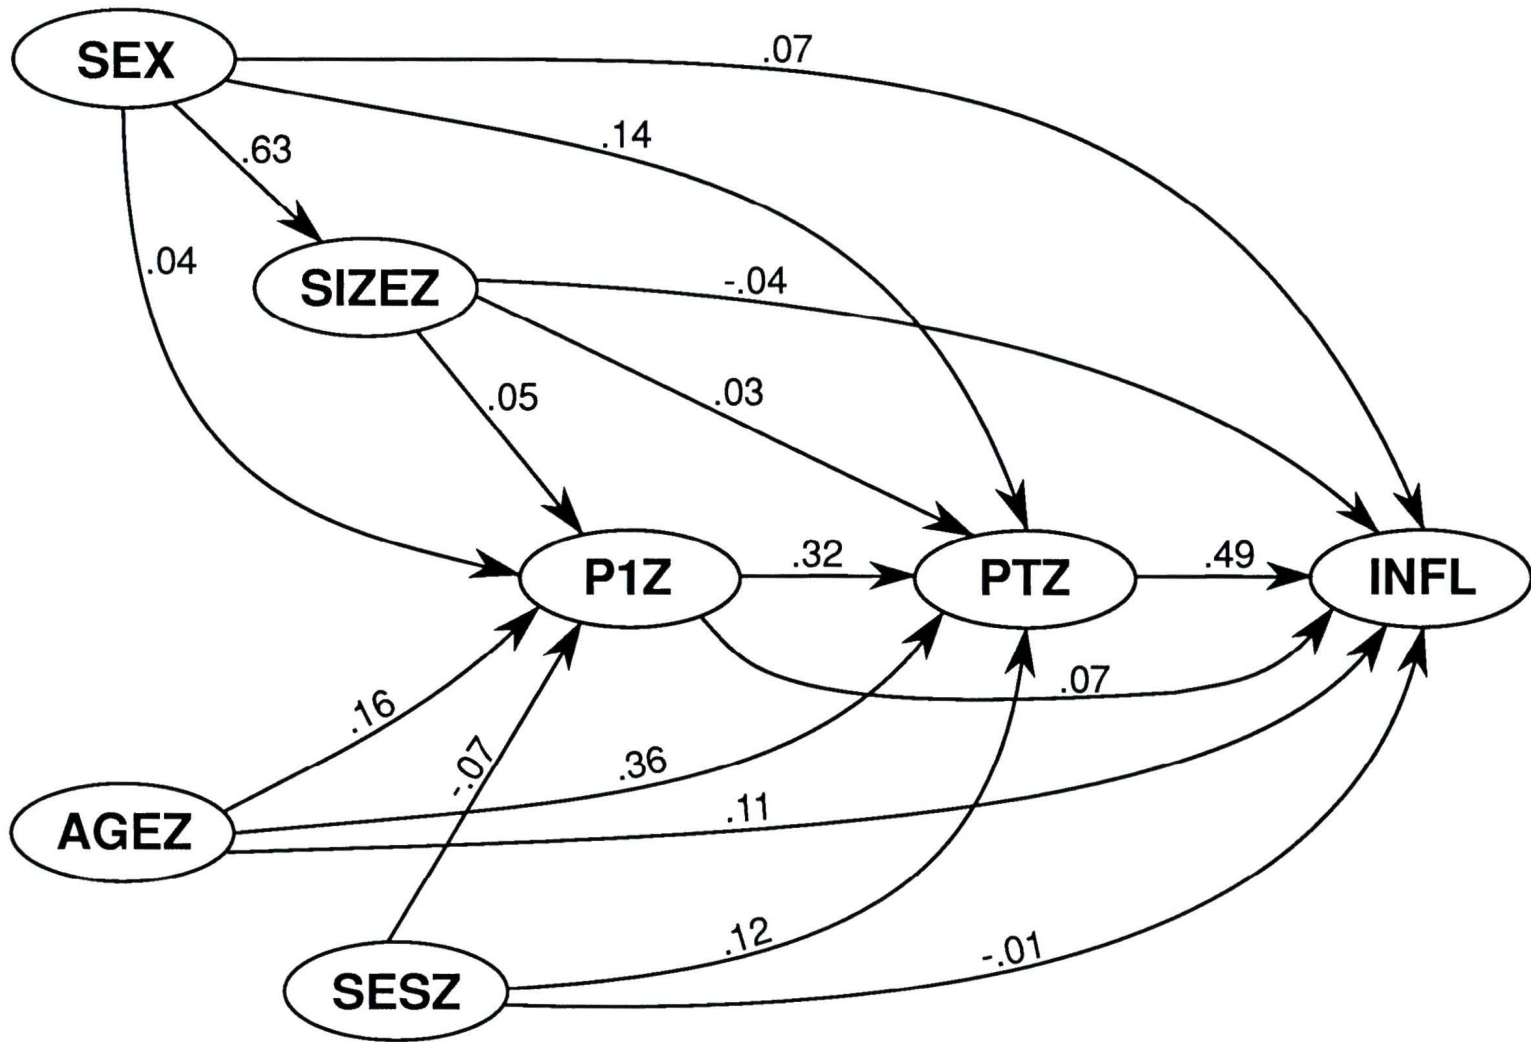 SEX
.07
.14
.63
.04
SIZEZ
-.04
.05
.03
P1Z
.32
PTZ
.49
INFL
.16
-.07
.36
.07
.11
AGEZ
.12
-.01
SESZ